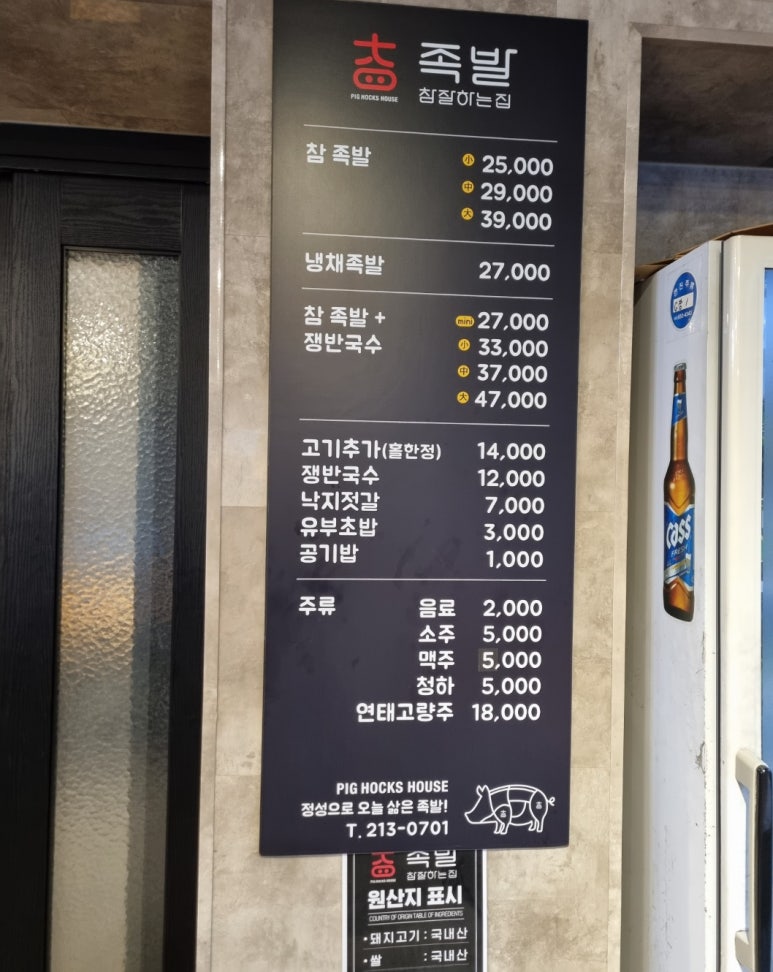 참 족발
PIG HOCKS HOUSE
참잘하는집
참 족발 小 25,000
中 29,000
大 39,000
냉채족발 27,000
참 족발 + mini 27,000
쟁반국수 小 33,000
中 37,000
大 47,000
고기추가(홀한정) 14,000
쟁반국수 12,000
낙지젓갈 7,000
유부초밥 3,000
공기밥 1,000
주류 음료 2,000
소주 5,000
맥주 5,000
청하 5,000
연태고량주 18,000
PIG HOCKS HOUSE
정성으로 오늘 삶은 족발!
T. 213-0701
참 족발
PIG HOCKS HOUSE
참잘하는집
원산지 표시
COUNTRY OF ORIGIN TABLE OF INGREDIENTS
•돼지고기 : 국내산
•쌀 : 국내산
cass
FRESH